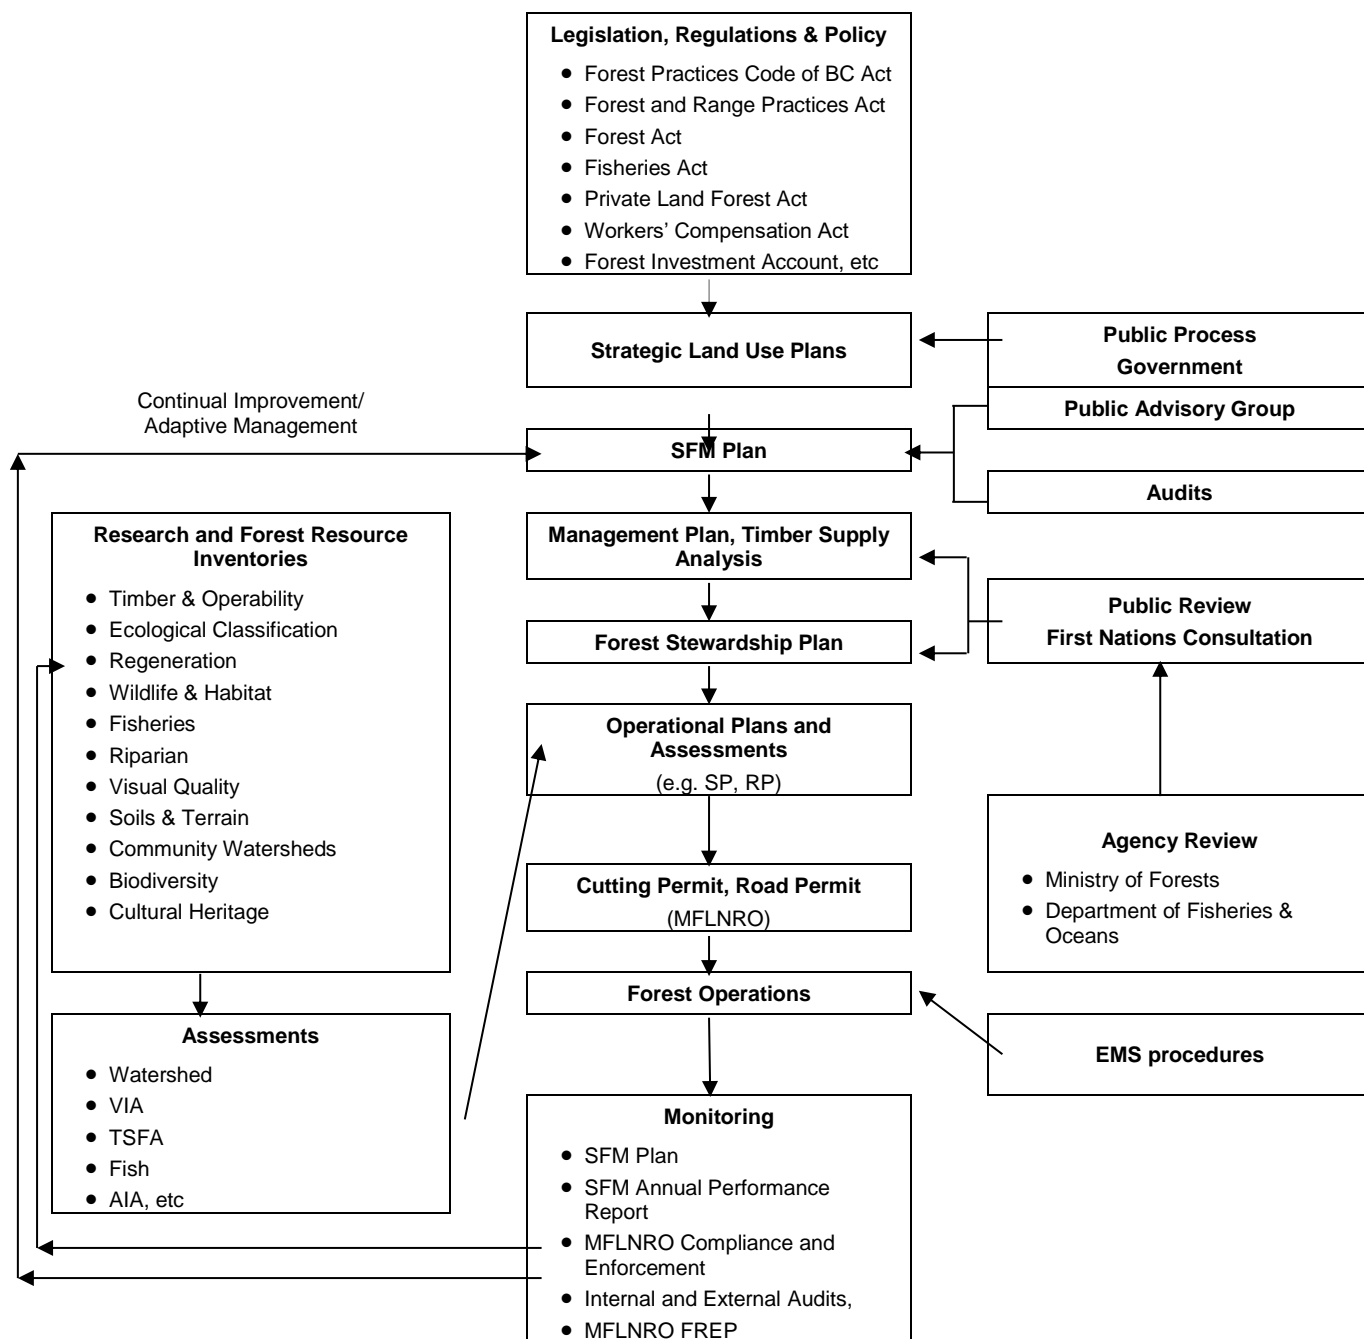 Legislation, Regulations & Policy
• Forest Practices Code of BC Act
• Forest and Range Practices Act
• Forest Act
• Fisheries Act
• Private Land Forest Act
• Workers’ Compensation Act
• Forest Investment Account, etc
Strategic Land Use Plans
Public Process
Government
Public Advisory Group
Continual Improvement/
Adaptive Management
SFM Plan
Audits
Research and Forest Resource
Inventories
• Timber & Operability
• Ecological Classification
• Regeneration
• Wildlife & Habitat
• Fisheries
• Riparian
• Visual Quality
• Soils & Terrain
• Community Watersheds
• Biodiversity
• Cultural Heritage
Management Plan, Timber Supply
Analysis
Public Review
First Nations Consultation
Forest Stewardship Plan
Operational Plans and
Assessments
(e.g. SP, RP)
Agency Review
• Ministry of Forests
• Department of Fisheries &
Oceans
Cutting Permit, Road Permit
(MFLNRO)
Forest Operations
EMS procedures
Assessments
• Watershed
• VIA
• TSFA
• Fish
• AIA, etc
Monitoring
• SFM Plan
• SFM Annual Performance
Report
• MFLNRO Compliance and
Enforcement
• Internal and External Audits,
• MFLNRO FREP